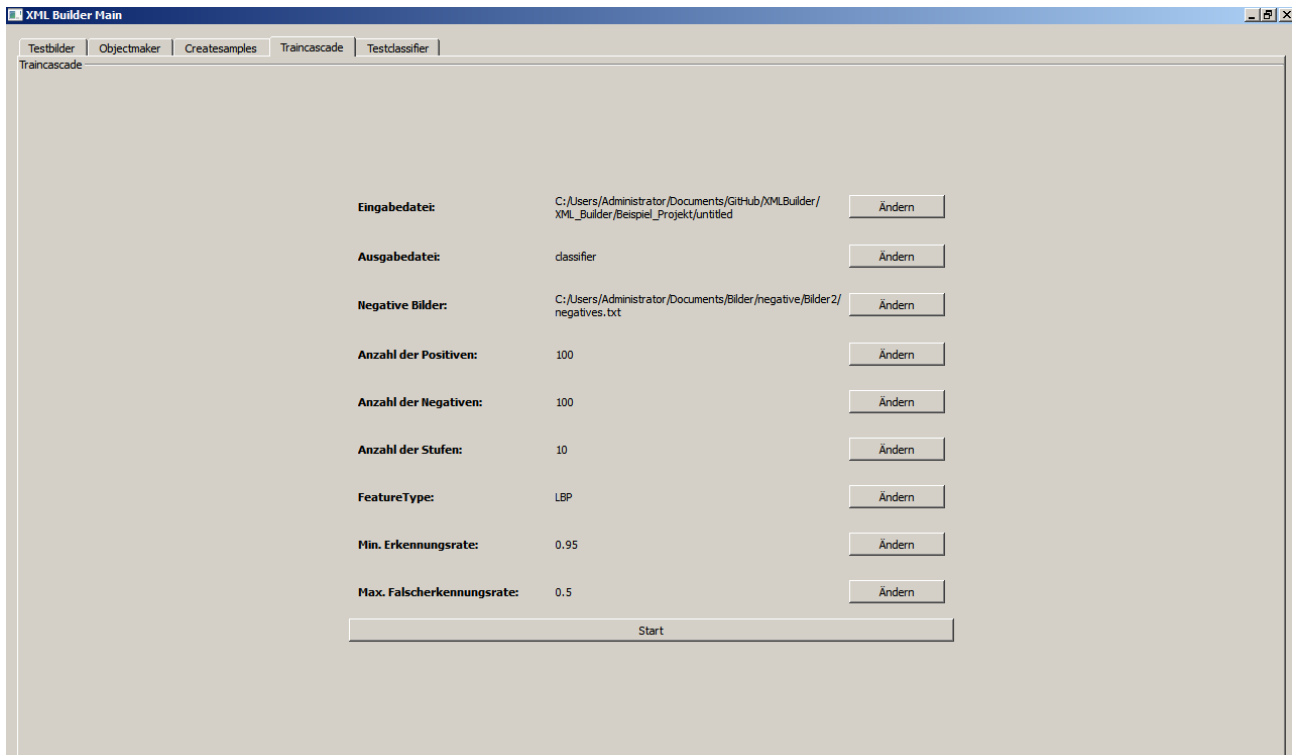 XML Builder Main
Testbilder Objectmaker Createsamples Traincascade Testclassifier
Traincascade
Eingabedatei: C:/Users/Administrator/Documents/GitHub/XMLBuilder/ Ändern
XML_Builder/Beispiel_Projekt/untitled
Ausgabedatei: classifier Ändern
Negative Bilder: C:/Users/Administrator/Documents/Bilder/negative/Bilder2/ Ändern
negatives.txt
Anzahl der Positiven: 100 Ändern
Anzahl der Negativen: 100 Ändern
Anzahl der Stufen: 10 Ändern
FeatureType: LBP Ändern
Min. Erkennungsrate: 0.95 Ändern
Max. Falscherkennungsrate: 0.5 Ändern
Start